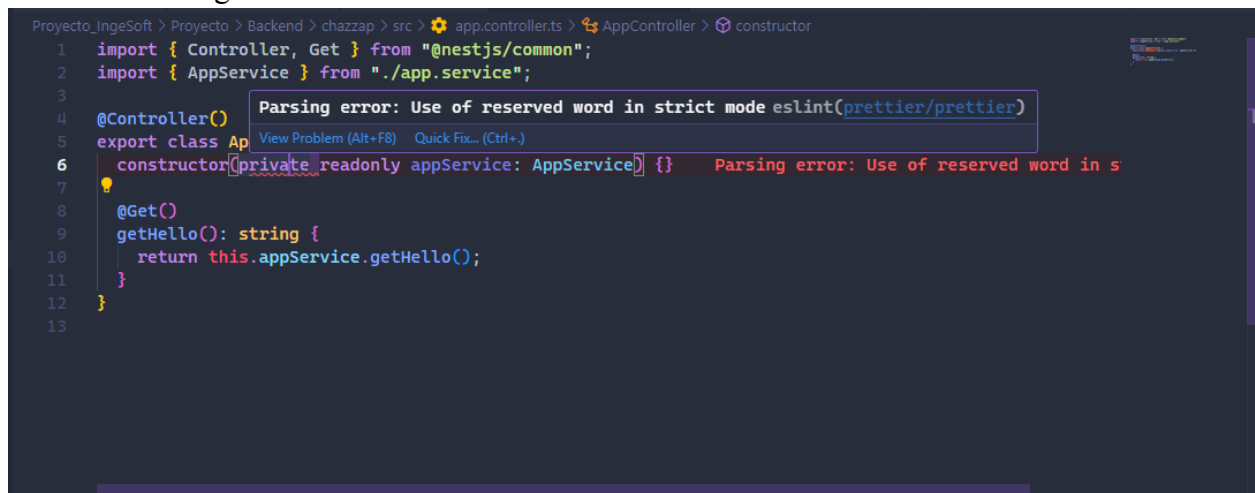 Proyecto_IngeSoft > Proyecto > Backend > chazzap > src > app.controller.ts > AppController > constructor
1 import { Controller, Get } from "@nestjs/common";
2 import { AppService } from "./app.service";
3
Parsing error: Use of reserved word in strict mode eslint(prettier/prettier)
4 @Controller()
View Problem (Alt+F8) Quick Fix... (Ctrl+.)
5 export class Ap
6 constructor(private readonly appService: AppService) {} Parsing error: Use of reserved word in s
7
8 @Get()
9 getHello(): string {
10 return this.appService.getHello();
11 }
12 }
13